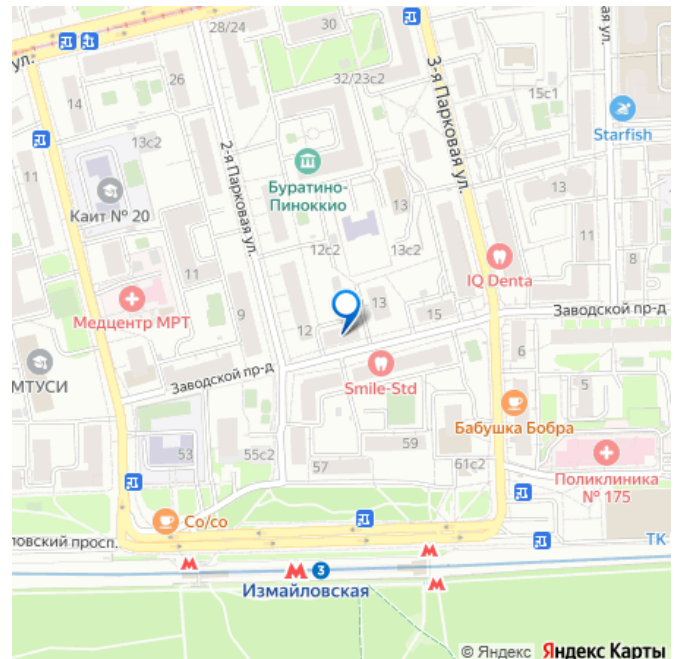 28/24
30
ул.
26
14
32/23с2
3-я Парковая ул.
ая ул.
15с1
Starfish
13с2
2-я Парковая ул.
11
Каит № 20
Буратино-
Пиноккио
13
13
12с2
13с2
11
8
11
IQ Denta
Медцентр МРТ
9
12
13
15
Заводской пр-д
МТУСИ
Заводской пр-д
Smile-Std
6
5
Бабушка Бобра
53
55с2
59
57
61с2
Поликлиника
№ 175
Co/co
ловский просп.
ТК
М
М
3
М
М
Измайловская
© Яндекс Яндекс Карты